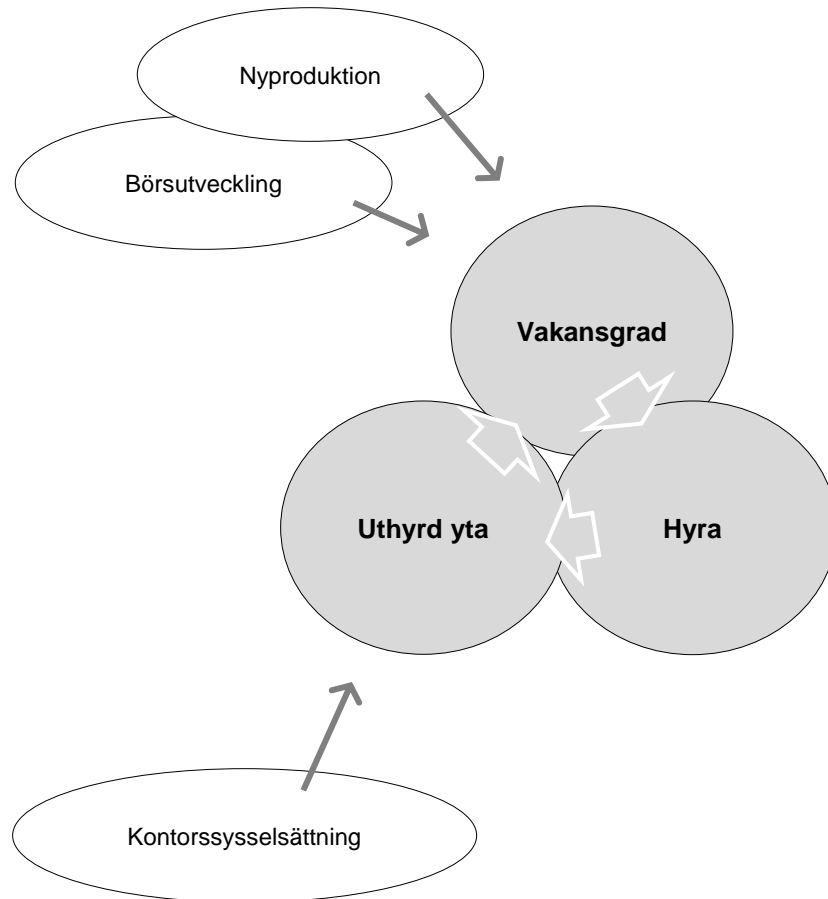 Nyproduktion
Börsutveckling
Vakansgrad
Uthyrd yta
Hyra
Kontorssysselsättning